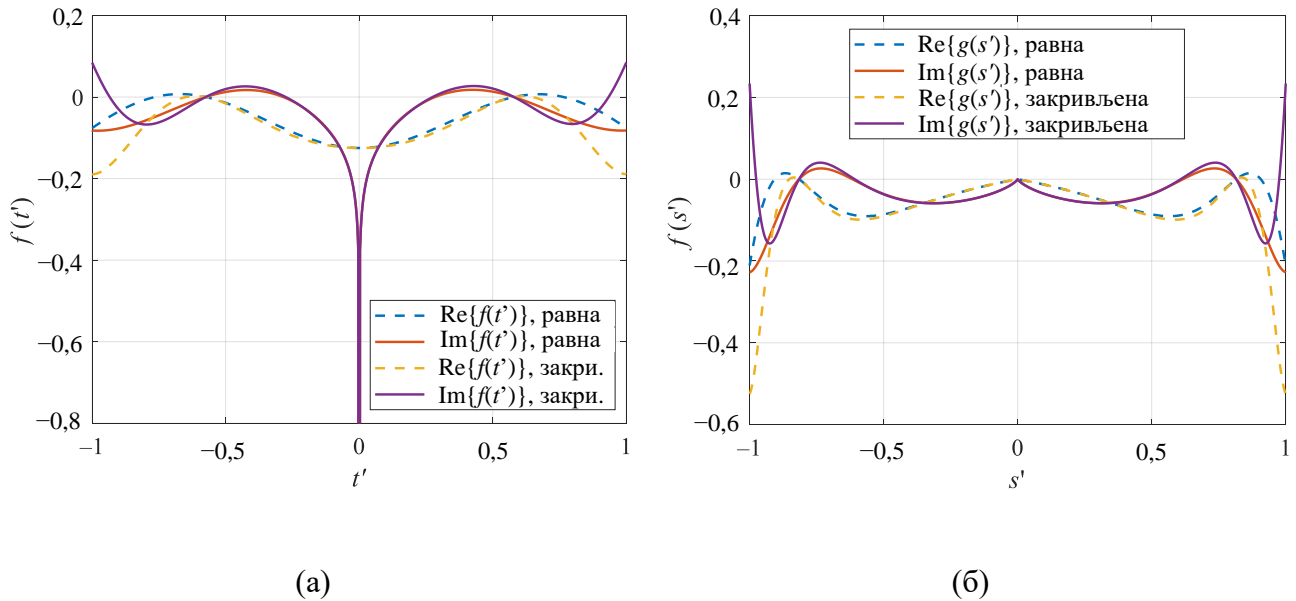 0,2
0
−0,2
−0,4
−0,6
−0,8
f (t')
−1
−0,5
0
0,5
1
t'
Re{f(t’)}, равна
Im{f(t’)}, равна
Re{f(t’)}, закри.
Im{f(t’)}, закри.
(а)
0,4
0,2
0
−0,2
−0,4
−0,6
f (s')
−1
−0,5
0
0,5
1
s'
Re{g(s')}, равна
Im{g(s')}, равна
Re{g(s')}, закривљена
Im{g(s')}, закривљена
(б)